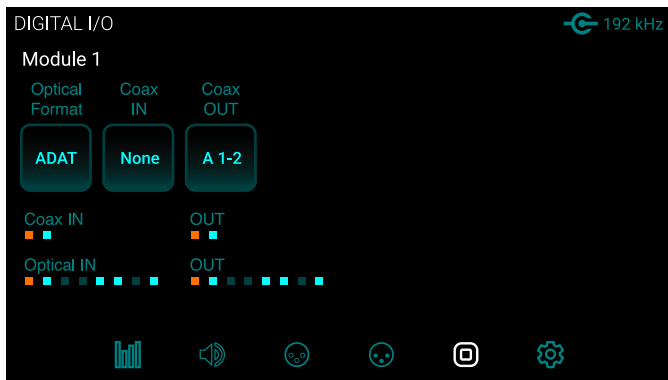 DIGITAL I/O
192 kHz
Module 1
Optical Format
Coax IN
Coax OUT
ADAT
None
A 1-2
Coax IN
OUT
Optical IN
OUT